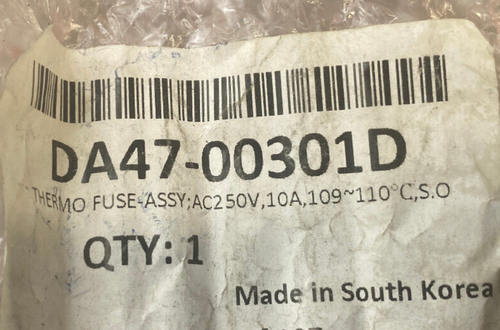 DA47-00301D
THERMO FUSE-ASSY;AC250V,10A,109~110°C,S.O
QTY: 1
Made in South Korea